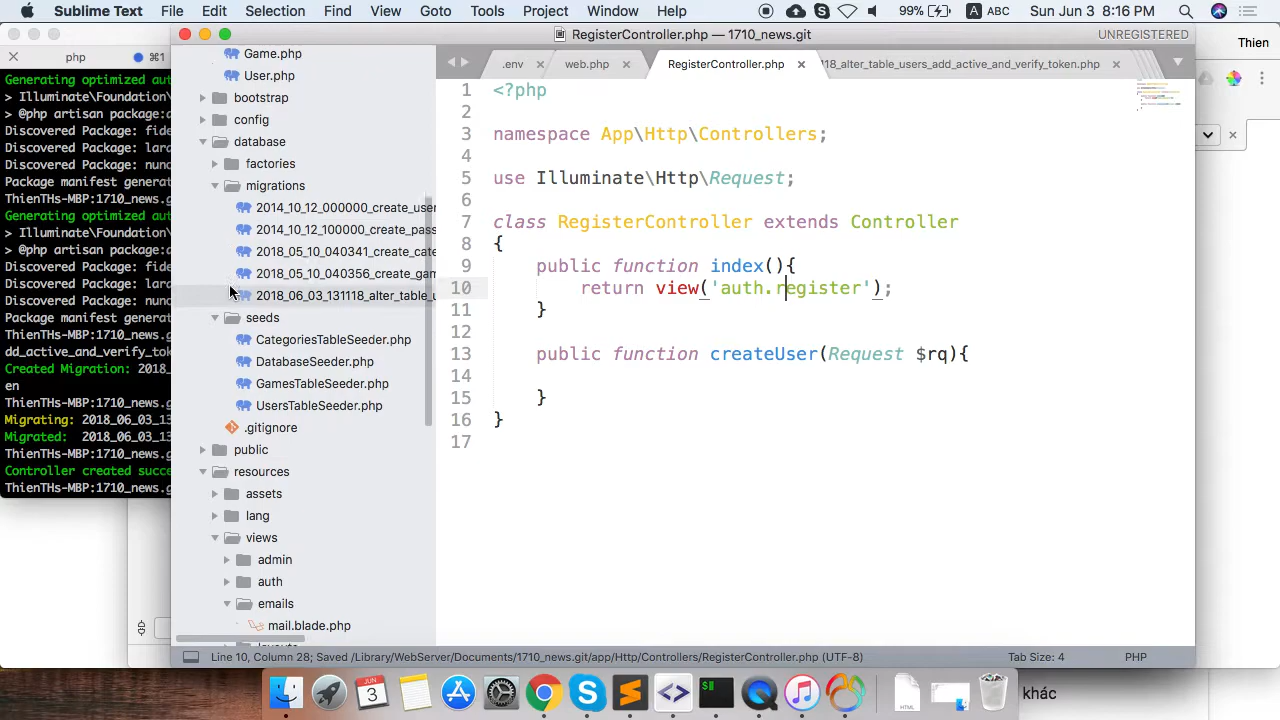 Sublime Text File Edit Selection Find View Goto Tools Project Window Help 99% A ABC Sun Jun 3 8:16 PM
RegisterController.php — 1710_news.git UNREGISTERED
php ⌘1 Thien
Generating optimized aut
> Illuminate\Foundation\
> @php artisan package:d
Discovered Package: fide
Discovered Package: lara
Discovered Package: nuno
Package manifest generat
ThienTHs-MBP:1710_news.g
Generating optimized aut
> Illuminate\Foundation\
> @php artisan package:d
Discovered Package: fide
Discovered Package: lara
Discovered Package: nuno
Package manifest generat
ThienTHs-MBP:1710_news.g
dd_active_and_verify_tok
Created Migration: 2018_
en
ThienTHs-MBP:1710_news.g
Migrating: 2018_06_03_13
Migrated: 2018_06_03_13
ThienTHs-MBP:1710_news.g
Controller created succe
ThienTHs-MBP:1710_news.g
Game.php
User.php
bootstrap
config
database
factories
migrations
2014_10_12_000000_create_user
2014_10_12_100000_create_pass
2018_05_10_040341_create_cate
2018_05_10_040356_create_gam
2018_06_03_131118_alter_table_u
seeds
CategoriesTableSeeder.php
DatabaseSeeder.php
GamesTableSeeder.php
UsersTableSeeder.php
.gitignore
public
resources
assets
lang
views
admin
auth
emails
mail.blade.php
.env web.php RegisterController.php 18_alter_table_users_add_active_and_verify_token.php
1 <?php
2
3 namespace App\Http\Controllers;
4
5 use Illuminate\Http\Request;
6
7 class RegisterController extends Controller
8 {
9 public function index(){
10 return view('auth.register');
11 }
12
13 public function createUser(Request $rq){
14
15 }
16 }
17
Line 10, Column 28; Saved /Library/WebServer/Documents/1710_news.git/app/Http/Controllers/RegisterController.php (UTF-8) Tab Size: 4 PHP
JUN
3
HTML
khác